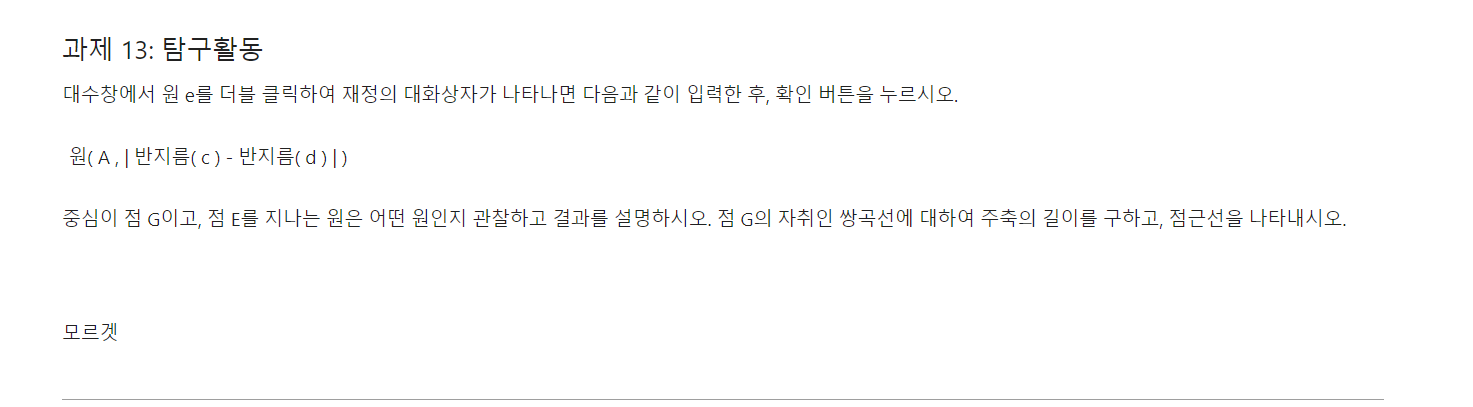 과제 13: 탐구활동
대수창에서 원 e를 더블 클릭하여 재정의 대화상자가 나타나면 다음과 같이 입력한 후, 확인 버튼을 누르시오.
원( A , | 반지름( c ) - 반지름( d ) | )
중심이 점 G이고, 점 E를 지나는 원은 어떤 원인지 관찰하고 결과를 설명하시오. 점 G의 자취인 쌍곡선에 대하여 주축의 길이를 구하고, 점근선을 나타내시오.
모르겟